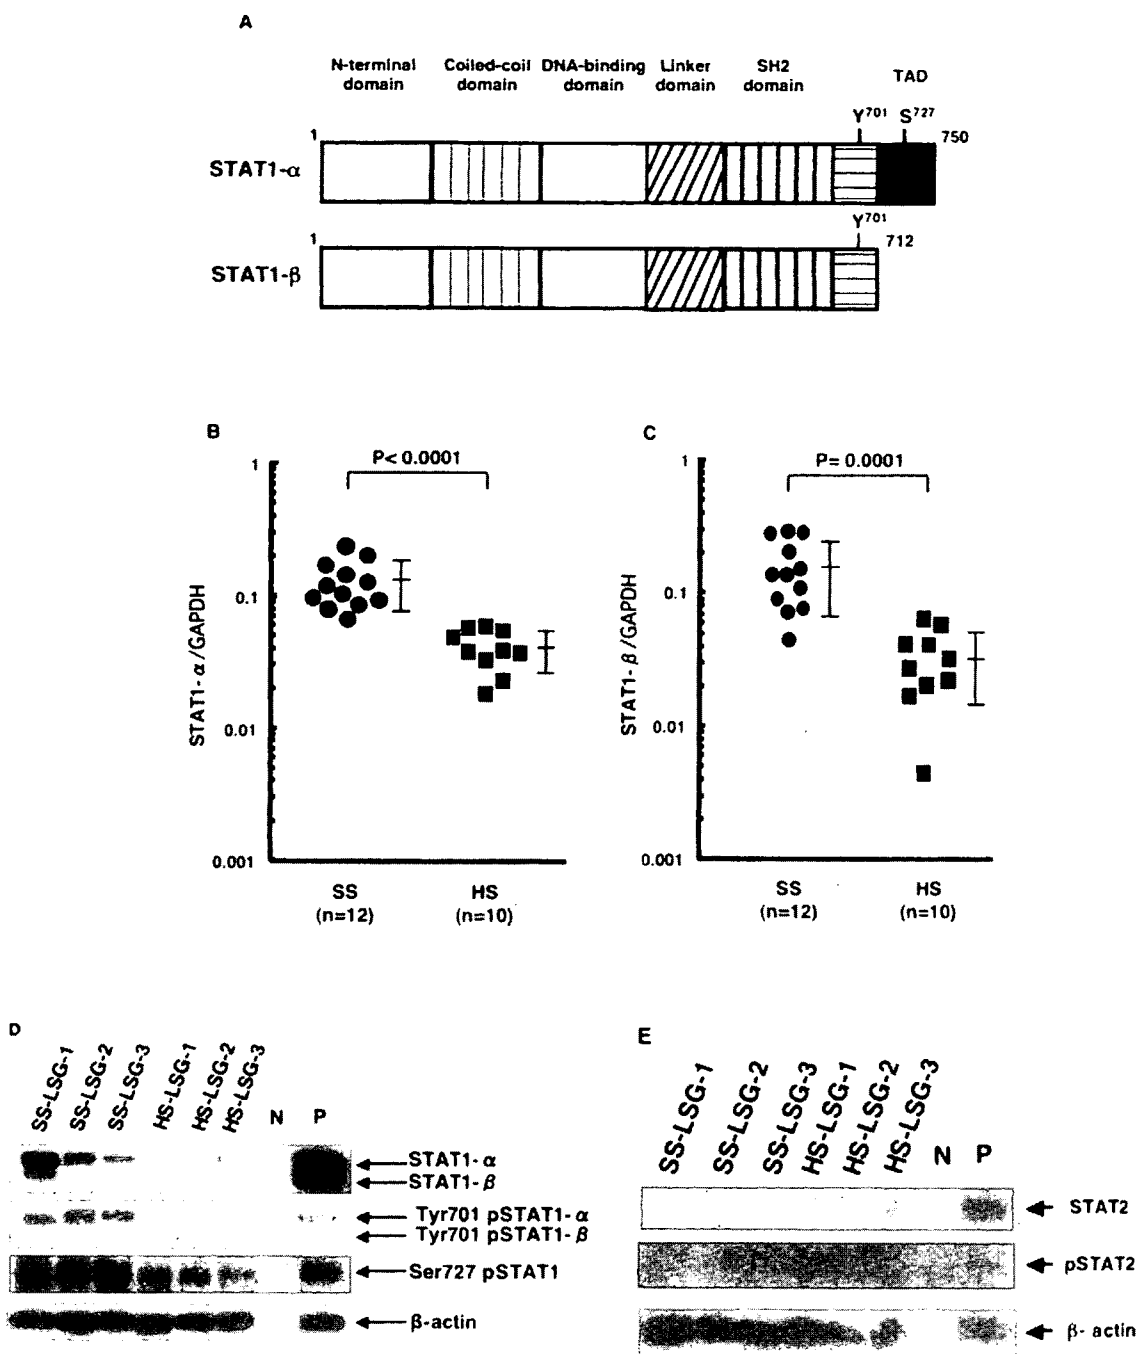 A
N-terminal domain
Coiled-coil domain
DNA-binding domain
Linker domain
SH2 domain
TAD
Y701
S727
1
750
STAT1-α
Y701
1
712
STAT1-β
B
P< 0.0001
1
0.1
0.01
0.001
STAT1-α/GAPDH
SS
(n=12)
HS
(n=10)
C
P= 0.0001
1
0.1
0.01
0.001
STAT1-β/GAPDH
SS
(n=12)
HS
(n=10)
D
SS-LSG-1
SS-LSG-2
SS-LSG-3
HS-LSG-1
HS-LSG-2
HS-LSG-3
N
P
STAT1-α
STAT1-β
Tyr701 pSTAT1-α
Tyr701 pSTAT1-β
Ser727 pSTAT1
β-actin
E
SS-LSG-1
SS-LSG-2
SS-LSG-3
HS-LSG-1
HS-LSG-2
HS-LSG-3
N
P
STAT2
pSTAT2
β- actin